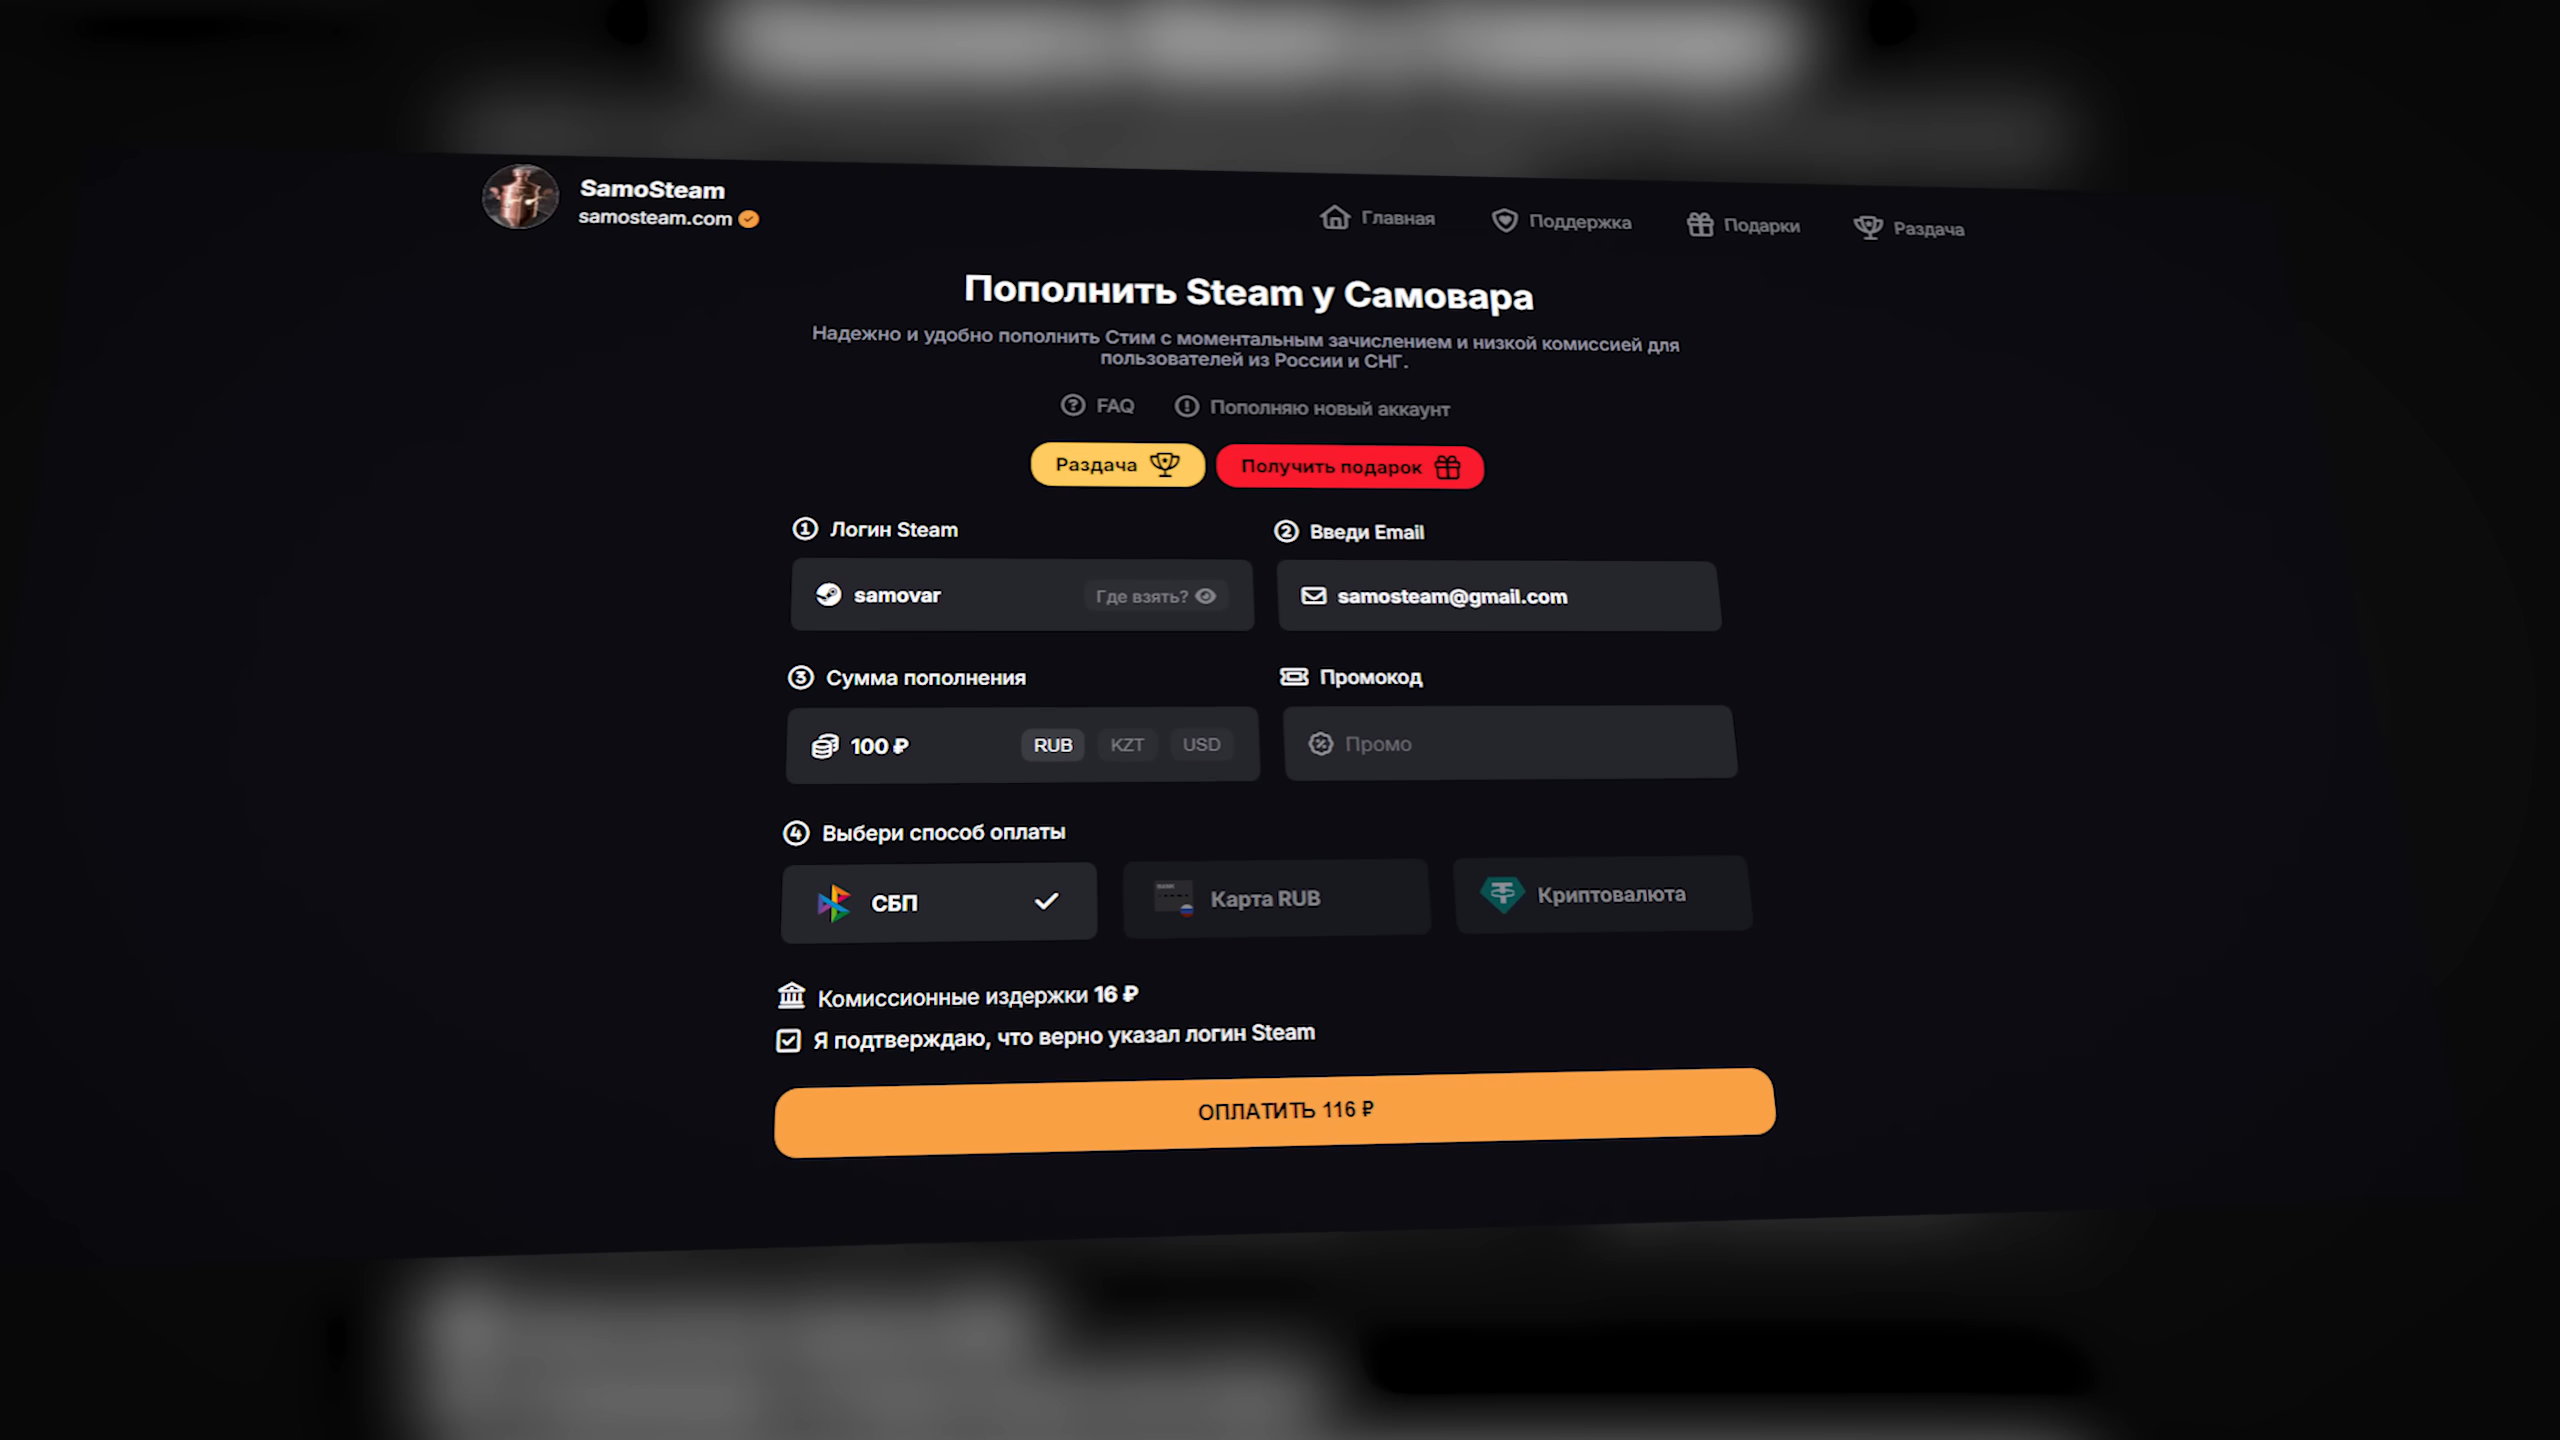 SamoSteam
samosteam.com
Главная
Поддержка
Подарки
Раздача
Пополнить Steam у Самовара
Надежно и удобно пополнить Стим с моментальным зачислением и низкой комиссией для
пользователей из России и СНГ.
FAQ
Пополняю новый аккаунт
Раздача
Получить подарок
1 Логин Steam
2 Введи Email
samovar
Где взять?
samosteam@gmail.com
3 Сумма пополнения
Промокод
100 ₽
RUB
KZT
USD
Промо
4 Выбери способ оплаты
СБП
Карта RUB
Криптовалюта
Комиссионные издержки 16 ₽
Я подтверждаю, что верно указал логин Steam
ОПЛАТИТЬ 116 ₽